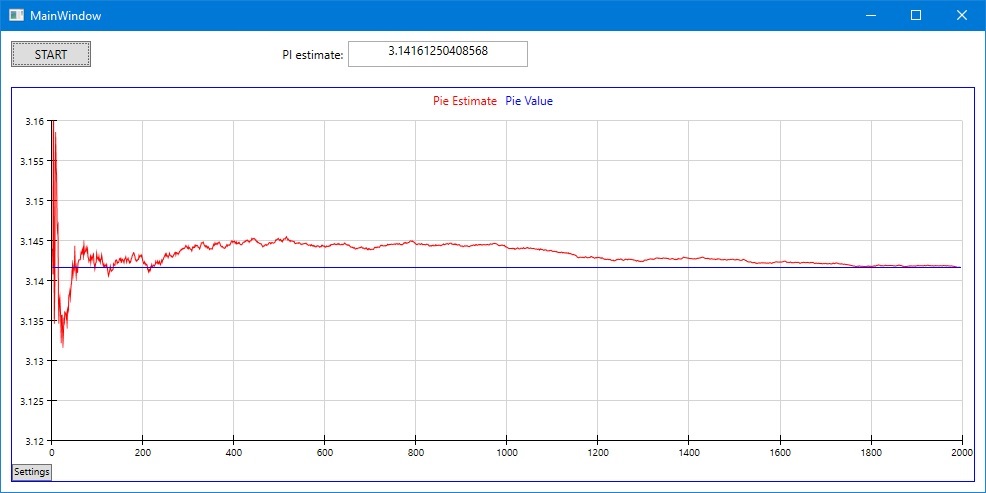 MainWindow
START
PI estimate: 3.14161250408568
Pie Estimate Pie Value
3.16
3.155
3.15
3.145
3.14
3.135
3.13
3.125
3.12
0 200 400 600 800 1000 1200 1400 1600 1800 2000
Settings